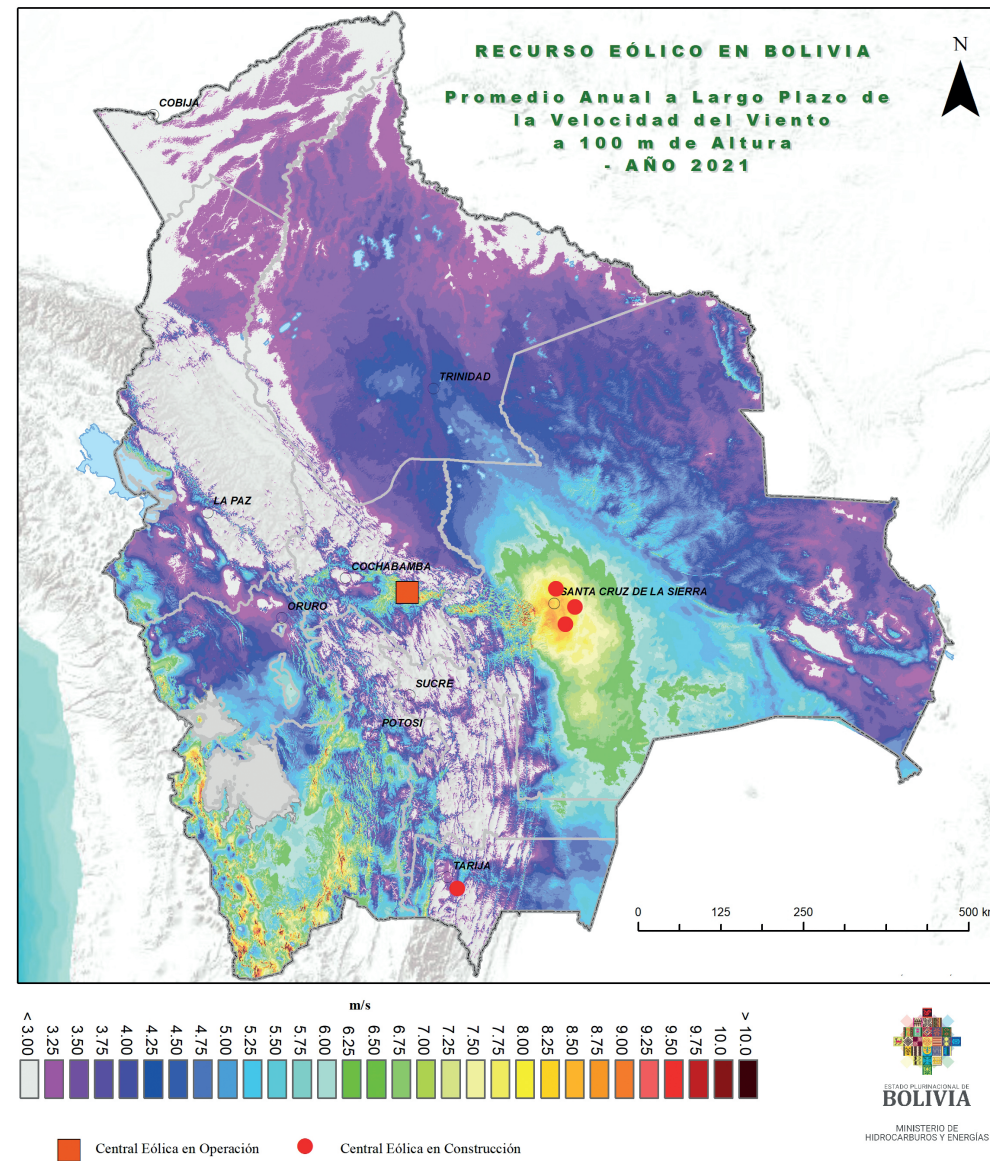 RECURSO EÓLICO EN BOLIVIA
Promedio Anual a Largo Plazo de
la Velocidad del Viento
a 100 m de Altura
- AÑO 2021
N
COBIJA
TRINIDAD
LA PAZ
COCHABAMBA
SANTA CRUZ DE LA SIERRA
ORURO
SUCRE
POTOSI
TARIJA
0 125 250 500 km
m/s
< 3.00 3.25 3.50 3.75 4.00 4.25 4.50 4.75 5.00 5.25 5.50 5.75 6.00 6.25 6.50 6.75 7.00 7.25 7.50 7.75 8.00 8.25 8.50 8.75 9.00 9.25 9.50 9.75 10.0 > 10.0
Central Eólica en Operación
Central Eólica en Construcción
ESTADO PLURINACIONAL DE
BOLIVIA
MINISTERIO DE
HIDROCARBUROS Y ENERGÍAS